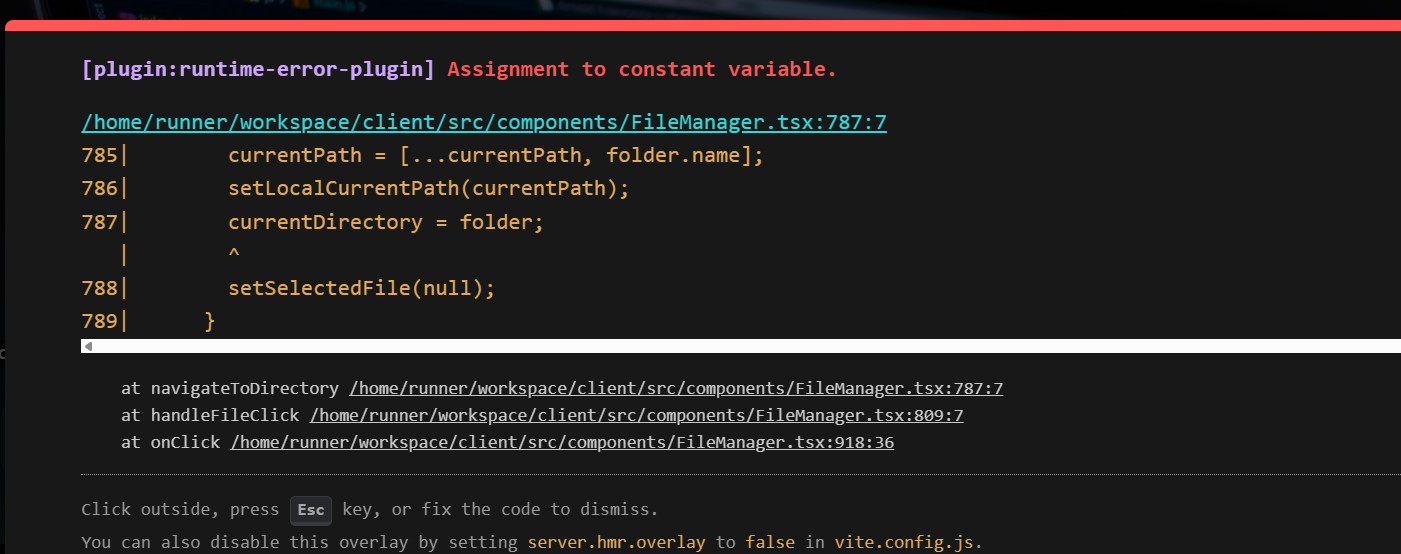 [plugin:runtime-error-plugin] Assignment to constant variable.
/home/runner/workspace/client/src/components/FileManager.tsx:787:7
785|        currentPath = [...currentPath, folder.name];
786|        setLocalCurrentPath(currentPath);
787|        currentDirectory = folder;
   |        ^
788|        setSelectedFile(null);
789|      }
at navigateToDirectory /home/runner/workspace/client/src/components/FileManager.tsx:787:7
at handleFileClick /home/runner/workspace/client/src/components/FileManager.tsx:809:7
at onClick /home/runner/workspace/client/src/components/FileManager.tsx:918:36
Click outside, press Esc key, or fix the code to dismiss.
You can also disable this overlay by setting server.hmr.overlay to false in vite.config.js.